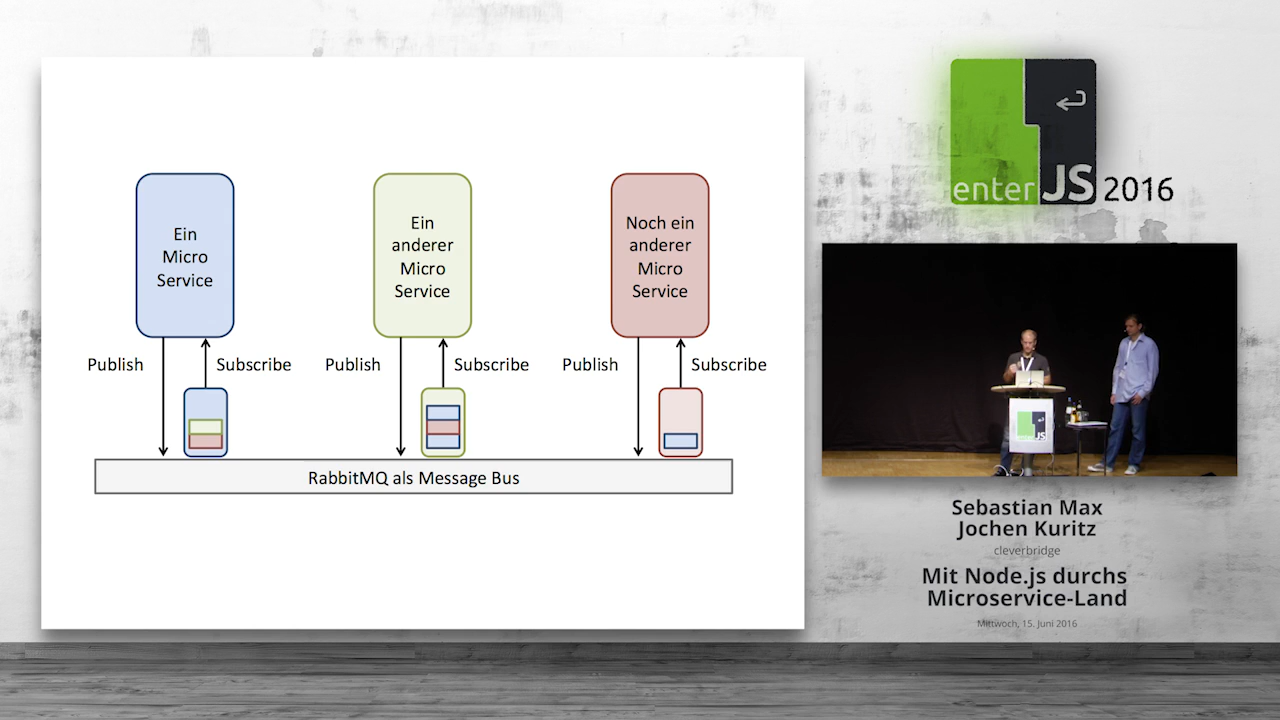 Ein
Micro
Service
Ein
anderer
Micro
Service
Noch ein
anderer
Micro
Service
Publish
Subscribe
Publish
Subscribe
Publish
Subscribe
RabbitMQ als Message Bus
enterJS 2016
Sebastian Max
Jochen Kuritz
cleverbridge
Mit Node.js durchs
Microservice-Land
Mittwoch, 15. Juni 2016